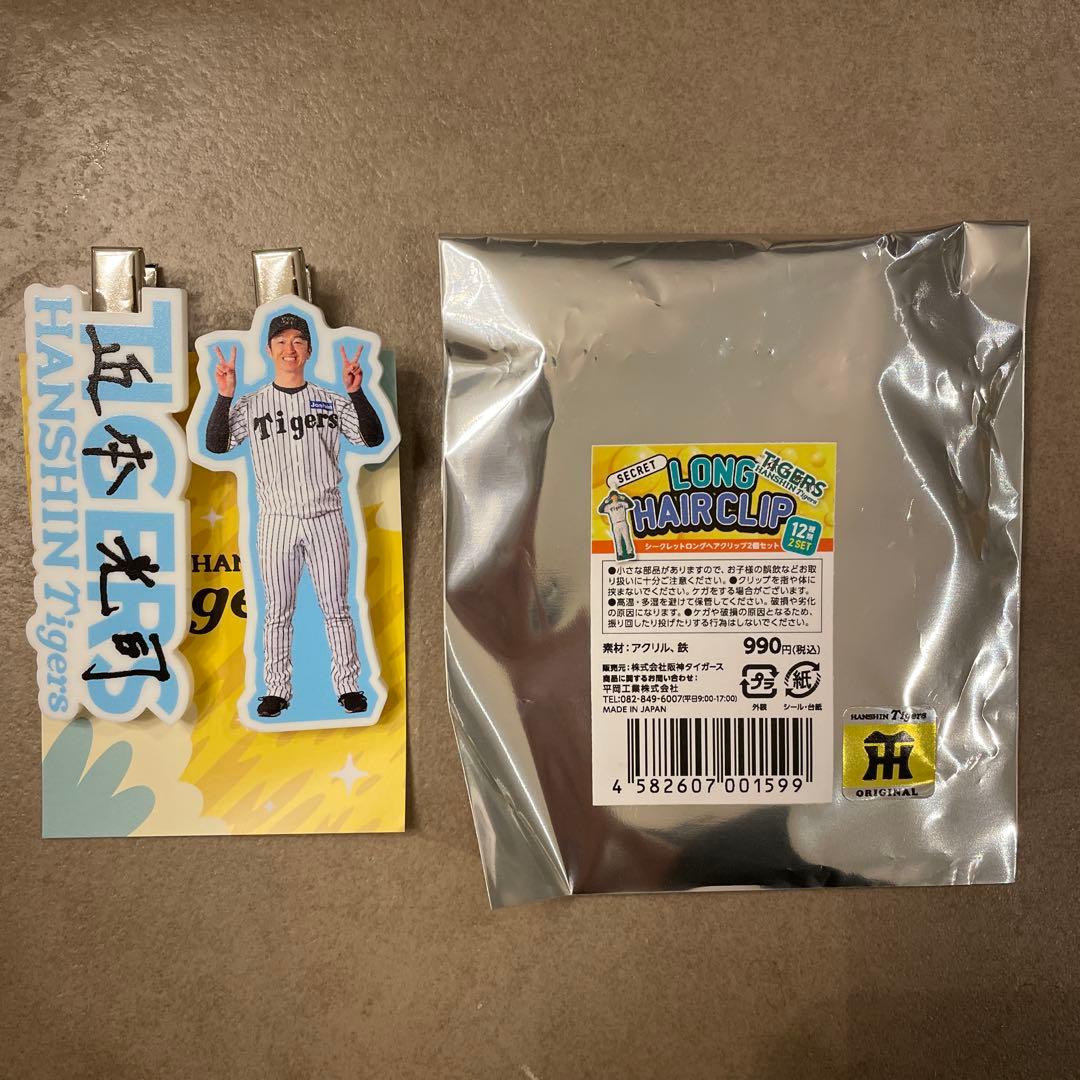 TIGERS
HANSHIN Tigers
近本光司
Joshin
Tigers
SECRET
LONG
HAIR CLIP
TIGERS
HANSHIN Tigers
12種類
2SET
シークレットロングヘアクリップ2個セット
●小さな部品がありますので、お子様の誤飲などお取
り扱いに十分ご注意ください。●クリップを指や体に
挟まないでください。ケガをする場合がございます。
●高温・多湿を避けて保管してください。破損や劣化
の原因になります。●ケガや破損の原因となるため、
振り回したり投げたりする行為はしないでください。
素材：アクリル、鉄
990円(税込)
販売元：株式会社阪神タイガース
商品に関するお問い合わせ：
平岡工業株式会社
TEL:082-849-6007(平日9:00-17:00)
MADE IN JAPAN
プラ
外装
紙
シール・台紙
4 582607 001599
HANSHIN Tigers
TH
ORIGINAL